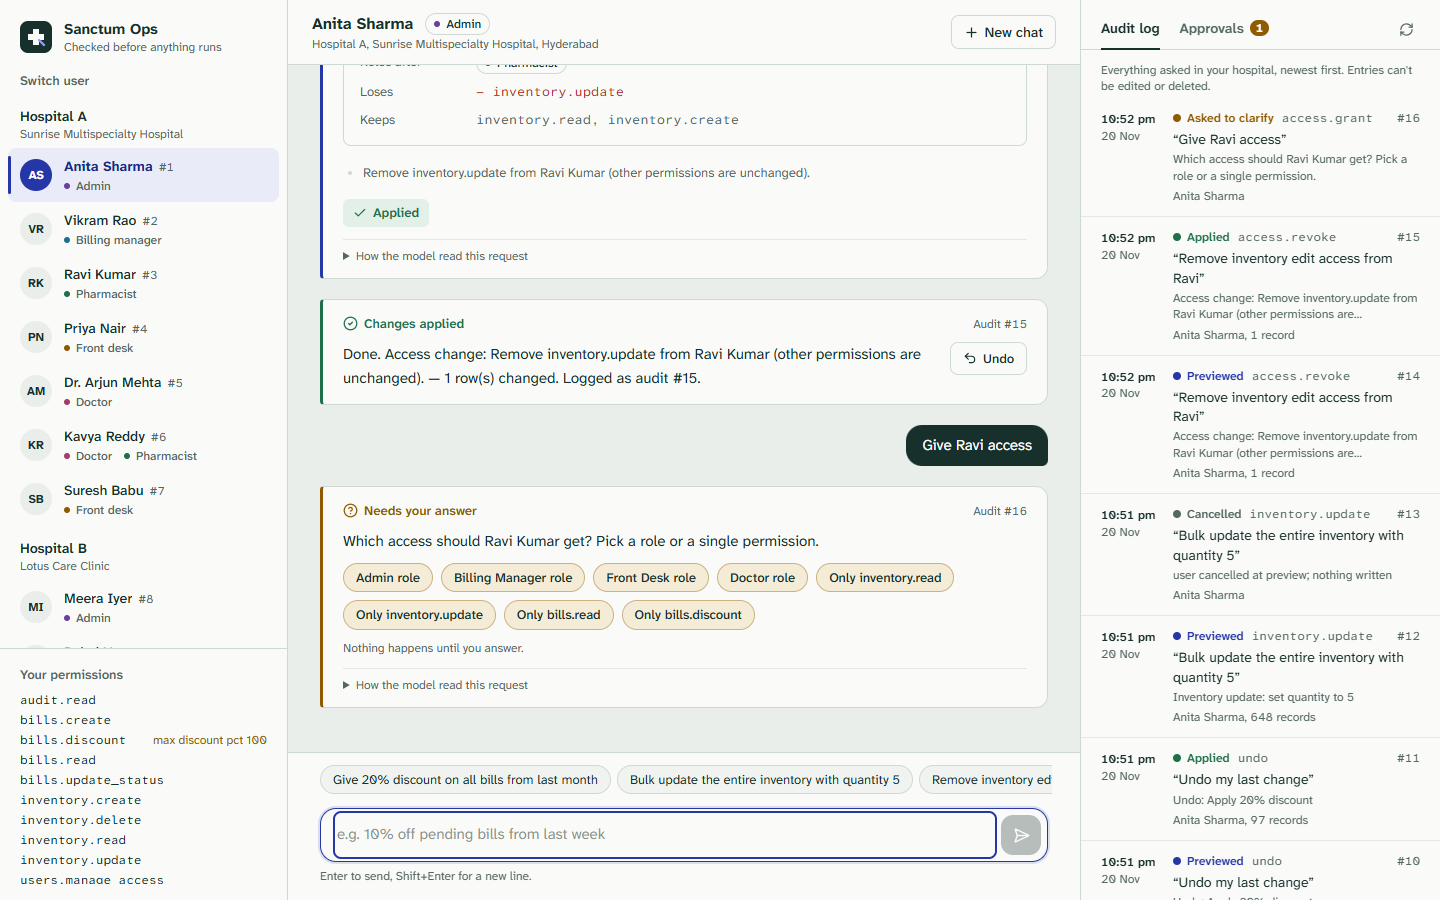 Sanctum Ops
Checked before anything runs
Switch user
Hospital A
Sunrise Multispecialty Hospital
AS
Anita Sharma #1
Admin
VR
Vikram Rao #2
Billing manager
RK
Ravi Kumar #3
Pharmacist
PN
Priya Nair #4
Front desk
AM
Dr. Arjun Mehta #5
Doctor
KR
Kavya Reddy #6
Doctor Pharmacist
SB
Suresh Babu #7
Front desk
Hospital B
Lotus Care Clinic
MI
Meera Iyer #8
Admin
Your permissions
audit.read
bills.create
bills.discount max discount pct 100
bills.read
bills.update_status
inventory.create
inventory.delete
inventory.read
inventory.update
users.manage_access
Anita Sharma Admin
Hospital A, Sunrise Multispecialty Hospital, Hyderabad
New chat
Pharmacist
Loses – inventory.update
Keeps inventory.read, inventory.create
Remove inventory.update from Ravi Kumar (other permissions are unchanged).
Applied
How the model read this request
Changes applied Audit #15
Done. Access change: Remove inventory.update from Ravi Kumar (other permissions are
unchanged). — 1 row(s) changed. Logged as audit #15.
Undo
Give Ravi access
Needs your answer Audit #16
Which access should Ravi Kumar get? Pick a role or a single permission.
Admin role Billing Manager role Front Desk role Doctor role Only inventory.read
Only inventory.update Only bills.read Only bills.discount
Nothing happens until you answer.
How the model read this request
Give 20% discount on all bills from last month Bulk update the entire inventory with quantity 5 Remove inventory ed
e.g. 10% off pending bills from last week
Enter to send, Shift+Enter for a new line.
Audit log Approvals 1
Everything asked in your hospital, newest first. Entries can't
be edited or deleted.
10:52 pm Asked to clarify access.grant #16
20 Nov
“Give Ravi access”
Which access should Ravi Kumar get? Pick a
role or a single permission.
Anita Sharma
10:52 pm Applied access.revoke #15
20 Nov
“Remove inventory edit access from
Ravi”
Access change: Remove inventory.update from
Ravi Kumar (other permissions are…
Anita Sharma, 1 record
10:52 pm Previewed access.revoke #14
20 Nov
“Remove inventory edit access from
Ravi”
Access change: Remove inventory.update from
Ravi Kumar (other permissions are…
Anita Sharma, 1 record
10:51 pm Cancelled inventory.update #13
20 Nov
“Bulk update the entire inventory with
quantity 5”
user cancelled at preview; nothing written
Anita Sharma
10:51 pm Previewed inventory.update #12
20 Nov
“Bulk update the entire inventory with
quantity 5”
Inventory update: set quantity to 5
Anita Sharma, 648 records
10:51 pm Applied undo #11
20 Nov
“Undo my last change”
Undo: Apply 20% discount
Anita Sharma, 97 records
10:51 pm Previewed undo #10
20 Nov
“Undo my last change”